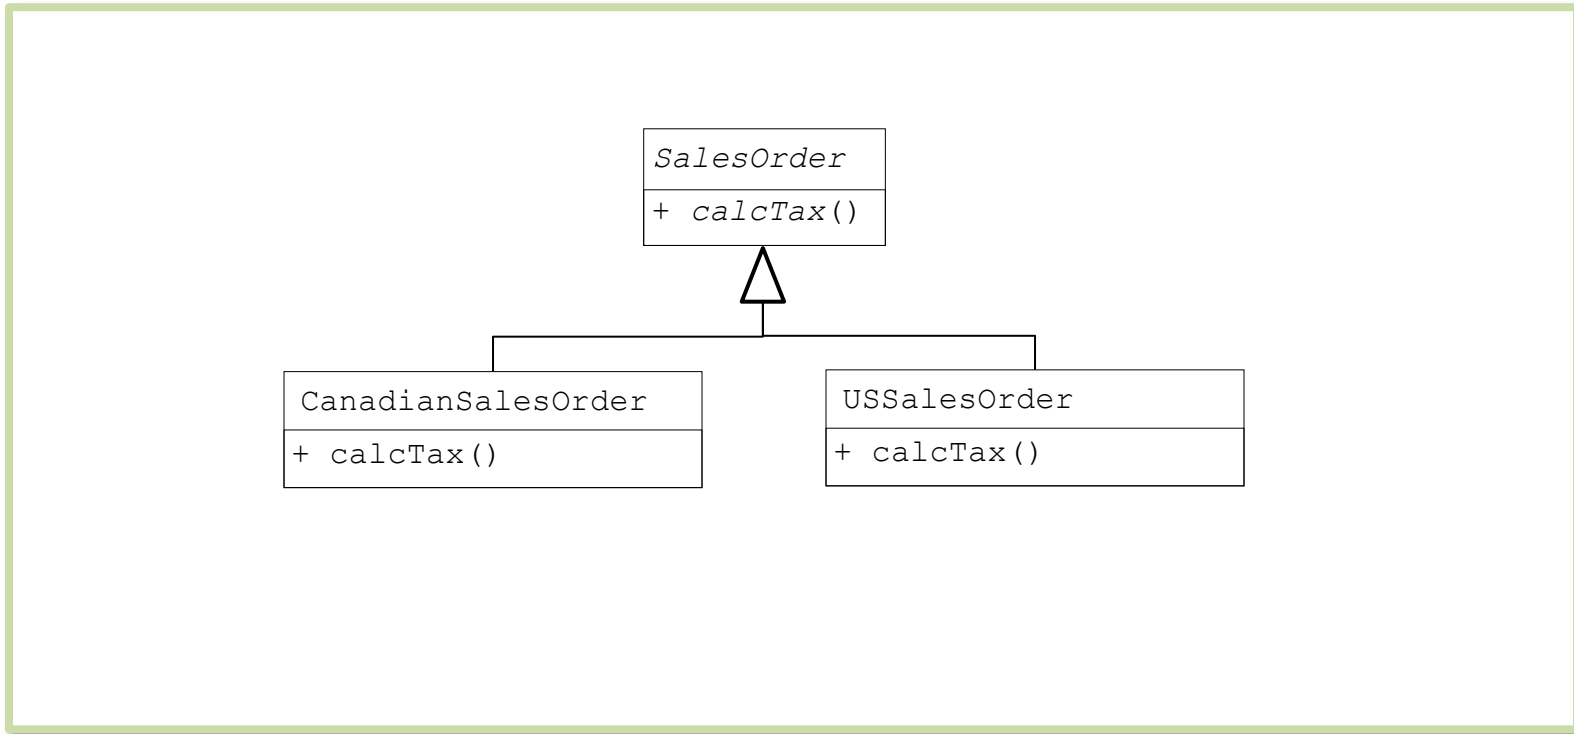 SalesOrder
+ calcTax()
CanadianSalesOrder
+ calcTax()
USSalesOrder
+ calcTax()